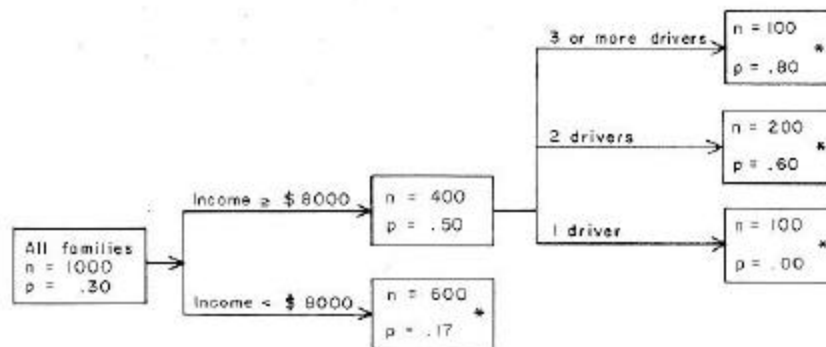 All families
n = 1000
p = .30
Income ≥ $8000
n = 400
p = .50
3 or more drivers
n = 100
*
p = .80
2 drivers
n = 200
*
p = .60
1 driver
n = 100
*
p = .00
Income < $8000
n = 600
*
p = .17